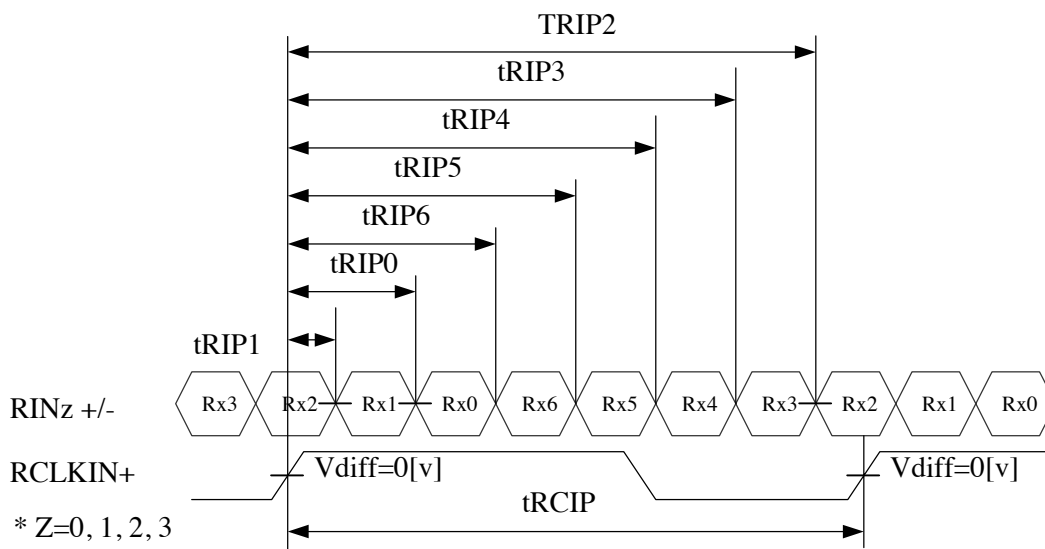 TRIP2
tRIP3
tRIP4
tRIP5
tRIP6
tRIP0
tRIP1
RINz +/- Rx3 Rx2 Rx1 Rx0 Rx6 Rx5 Rx4 Rx3 Rx2 Rx1 Rx0
RCLKIN+ Vdiff=0[v] Vdiff=0[v]
tRCIP
* Z=0, 1, 2, 3